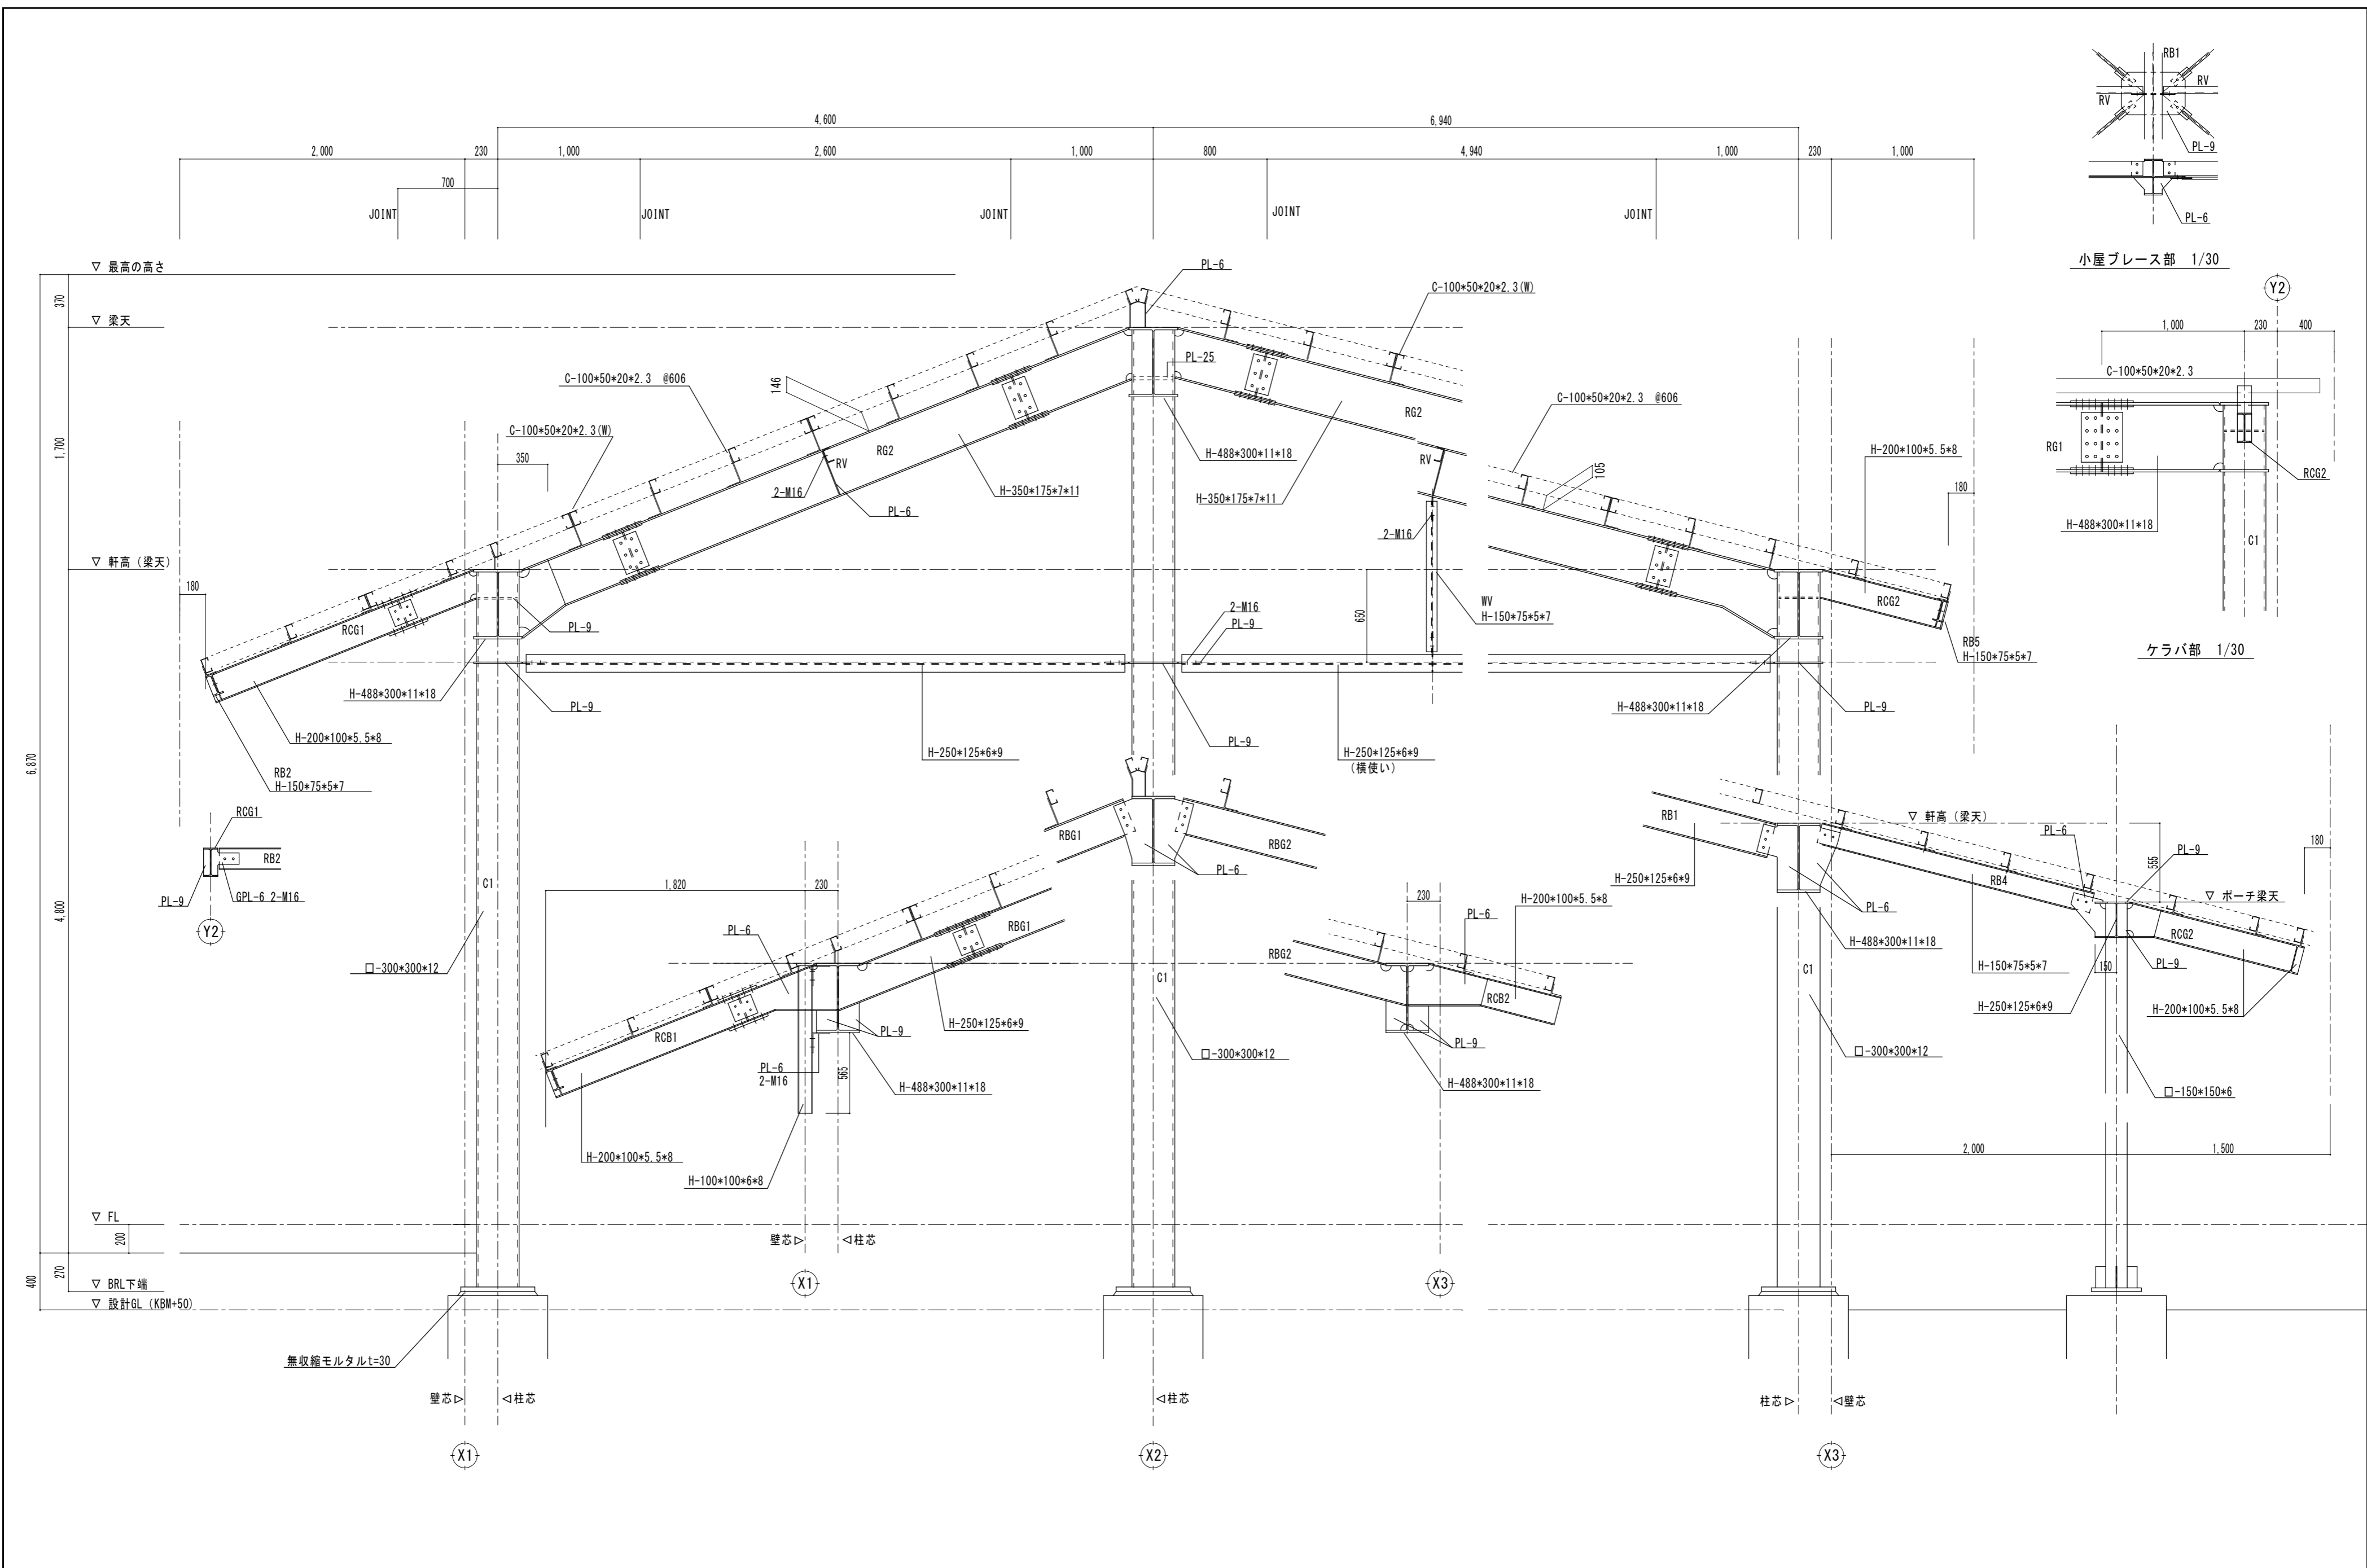 4,600
6,940
2,000
230
1,000
2,600
1,000
800
4,940
1,000
230
1,000
700
JOINT
JOINT
JOINT
JOINT
JOINT
RB1
RV
RV
PL-9
PL-6
小屋ブレース部 1/30
▽ 最高の高さ
370
▽ 梁天
1,700
▽ 軒高(梁天)
180
6,870
4,800
PL-6
C-100*50*20*2.3(W)
PL-25
C-100*50*20*2.3 @606
146
C-100*50*20*2.3(W)
350
RG2
RV
2-M16
PL-6
H-350*175*7*11
H-488*300*11*18
H-350*175*7*11
RG2
C-100*50*20*2.3 @606
RV
105
H-200*100*5.5*8
180
2-M16
WV
H-150*75*5*7
650
RCG2
RB5
H-150*75*5*7
Y2
1,000
230
400
C-100*50*20*2.3
RG1
RCG2
H-488*300*11*18
C1
ケラバ部 1/30
RCG1
PL-9
H-488*300*11*18
PL-9
H-200*100*5.5*8
RB2
H-150*75*5*7
2-M16
PL-9
H-250*125*6*9
PL-9
H-250*125*6*9
(横使い)
H-488*300*11*18
PL-9
RCG1
RB2
PL-9
GPL-6 2-M16
Y2
C1
□-300*300*12
1,820
230
RBG1
RBG2
PL-6
PL-6
RBG1
RCB1
PL-9
H-250*125*6*9
PL-6
2-M16
565
H-488*300*11*18
H-200*100*5.5*8
H-100*100*6*8
壁芯▷
◁柱芯
X1
C1
□-300*300*12
230
PL-6
H-200*100*5.5*8
RBG2
RCB2
PL-9
H-488*300*11*18
X3
RB1
H-250*125*6*9
▽ 軒高(梁天)
PL-6
PL-9
555
180
RB4
▽ ポーチ梁天
PL-6
H-488*300*11*18
RCG2
150
PL-9
H-150*75*5*7
H-250*125*6*9
H-200*100*5.5*8
C1
□-300*300*12
□-150*150*6
2,000
1,500
▽ FL
200
270
400
▽ BRL下端
▽ 設計GL(KBM+50)
無収縮モルタルt=30
壁芯▷
◁柱芯
◁柱芯
柱芯▷
◁壁芯
X1
X2
X3